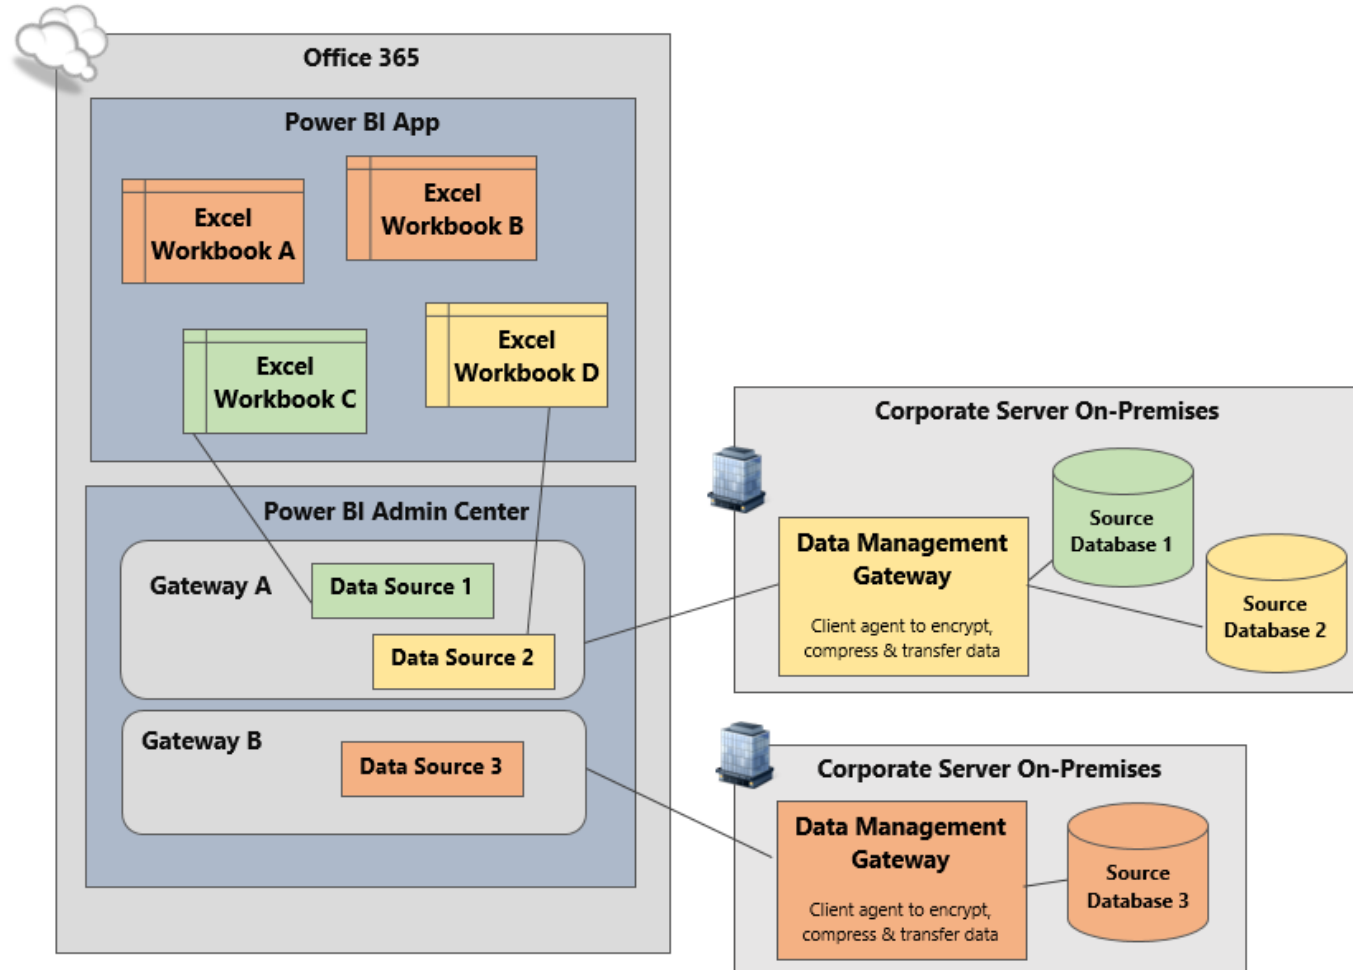 Office 365
Power BI App
Excel
Workbook A
Excel
Workbook B
Excel
Workbook C
Excel
Workbook D
Power BI Admin Center
Gateway A
Data Source 1
Data Source 2
Gateway B
Data Source 3
Corporate Server On-Premises
Data Management
Gateway
Client agent to encrypt,
compress & transfer data
Source
Database 1
Source
Database 2
Corporate Server On-Premises
Data Management
Gateway
Client agent to encrypt,
compress & transfer data
Source
Database 3